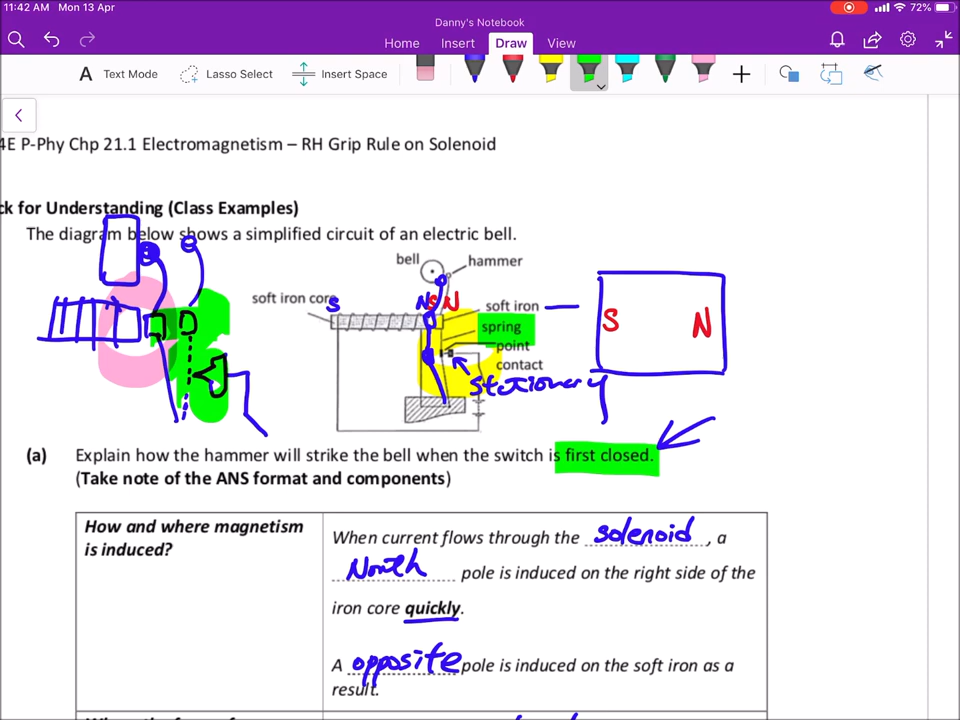 11:42 AM Mon 13 Apr
72%
Danny's Notebook
Home Insert Draw View
A Text Mode Lasso Select Insert Space
4E P-Phy Chp 21.1 Electromagnetism – RH Grip Rule on Solenoid
ck for Understanding (Class Examples)
The diagram below shows a simplified circuit of an electric bell.
bell
hammer
soft iron core
S
N S N
soft iron
spring
point
contact
stationery
S N
(a) Explain how the hammer will strike the bell when the switch is first closed.
(Take note of the ANS format and components)
How and where magnetism
is induced?
When current flows through the solenoid, a
North pole is induced on the right side of the
iron core quickly.
A opposite pole is induced on the soft iron as a
result.